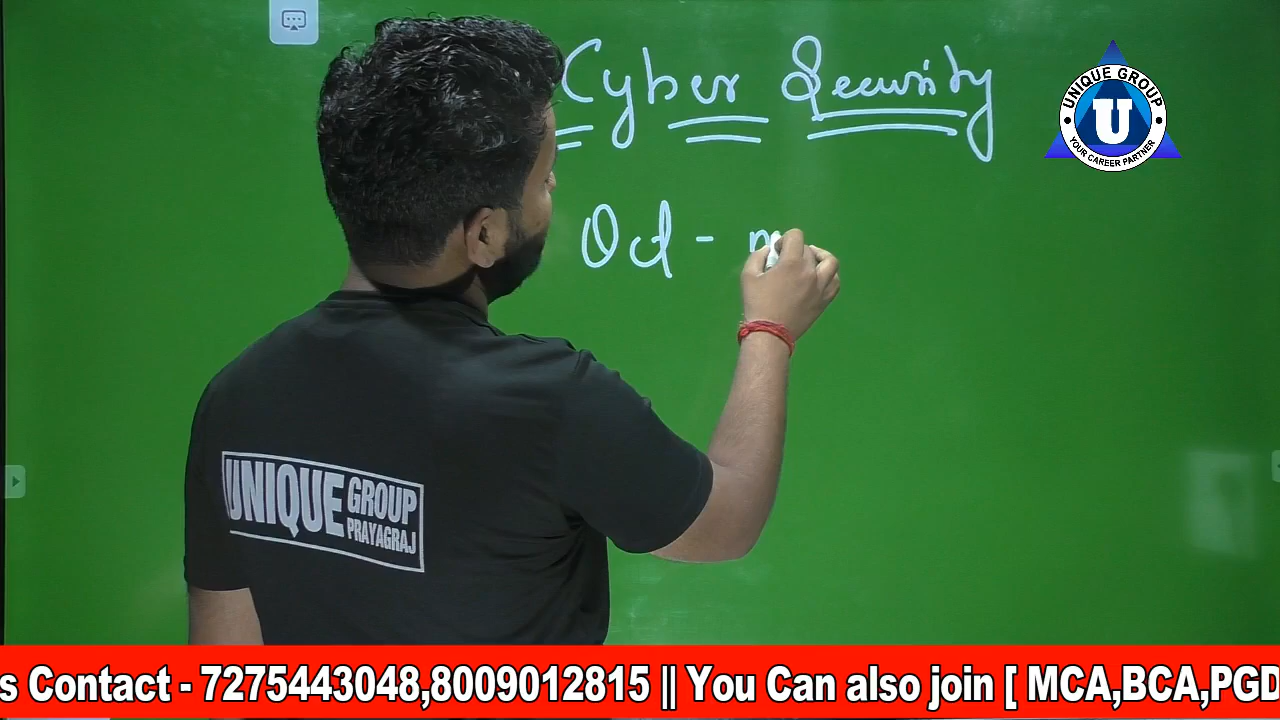 Cyber Security
UNIQUE GROUP
U
YOUR CAREER PARTNER
Oct -
UNIQUE GROUP
PRAYAGRAJ
s Contact - 7275443048,8009012815 || You Can also join [ MCA,BCA,PGD